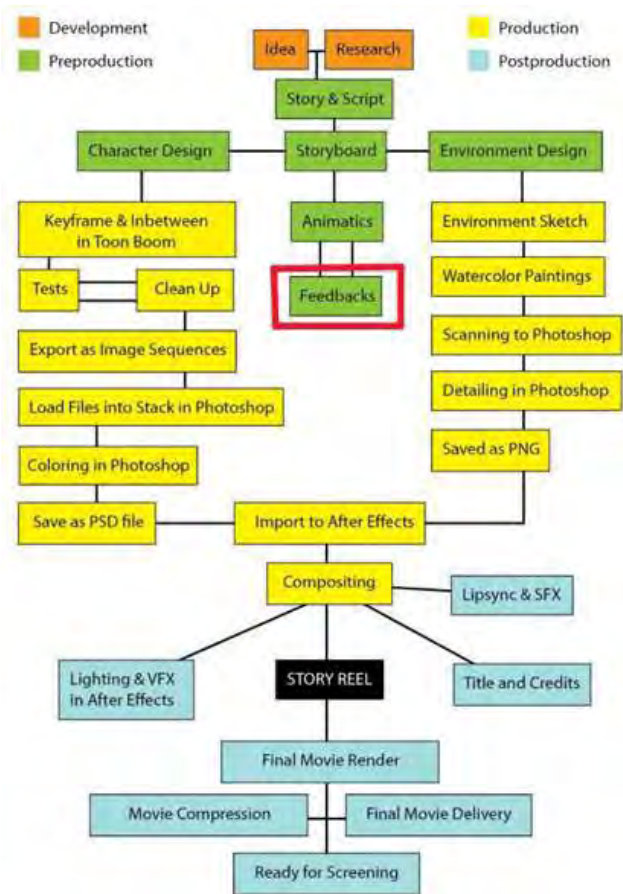 Development
Preproduction
Production
Postproduction
Idea
Research
Story & Script
Character Design
Storyboard
Environment Design
Keyframe & Inbetween
in Toon Boom
Animatics
Environment Sketch
Tests
Clean Up
Feedbacks
Watercolor Paintings
Export as Image Sequences
Scanning to Photoshop
Load Files into Stack in Photoshop
Detailing in Photoshop
Coloring in Photoshop
Saved as PNG
Save as PSD file
Import to After Effects
Compositing
Lipsync & SFX
Lighting & VFX
in After Effects
STORY REEL
Title and Credits
Final Movie Render
Movie Compression
Final Movie Delivery
Ready for Screening